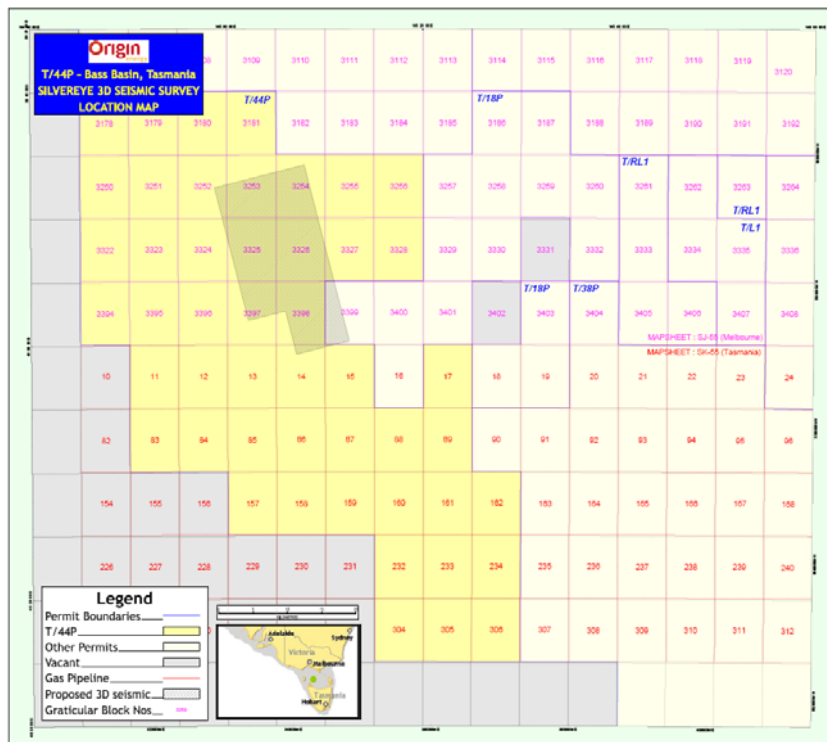 Origin
energy
T/44P - Bass Basin, Tasmania
SILVEREYE 3D SEISMIC SURVEY
LOCATION MAP
3109 3110 3111 3112 3113 3114 3115 3116 3117 3118 3119 3120
T/44P T/18P
3178 3179 3180 3181 3182 3183 3184 3185 3186 3187 3188 3189 3190 3191 3192
T/RL1
3250 3251 3252 3253 3254 3255 3256 3257 3258 3259 3260 3261 3262 3263 3264
T/RL1
T/L1
3322 3323 3324 3325 3326 3327 3328 3329 3330 3331 3332 3333 3334 3335 3336
T/18P T/38P
3394 3395 3396 3397 3398 3399 3400 3401 3402 3403 3404 3405 3406 3407 3408
MAPSHEET : SJ-55 (Melbourne)
MAPSHEET : SK-55 (Tasmania)
10 11 12 13 14 15 16 17 18 19 20 21 22 23 24
82 83 84 85 86 87 88 89 90 91 92 93 94 95 96
154 155 156 157 158 159 160 161 162 163 164 165 166 167 168
226 227 228 229 230 231 232 233 234 235 236 237 238 239 240
304 305 306 307 308 309 310 311 312
Legend
Permit Boundaries
T/44P
Other Permits
Vacant
Gas Pipeline
Proposed 3D seismic
Graticular Block Nos
Adelaide
Sydney
Victoria
Melbourne
Tasmania
Hobart